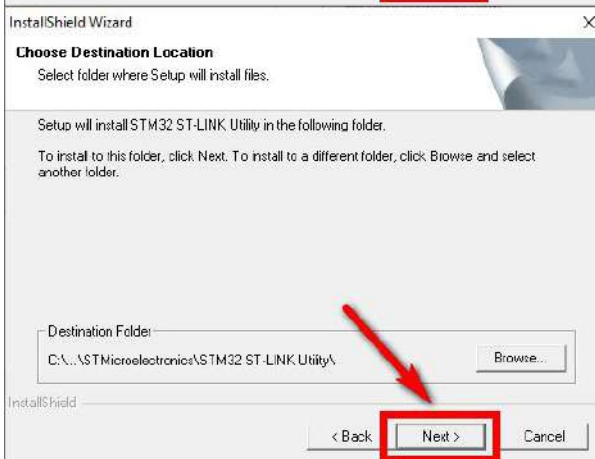 InstallShield Wizard
Choose Destination Location
Select folder where Setup will install files.
Setup will install STM32 ST-LINK Utility in the following folder.
To install to this folder, click Next. To install to a different folder, click Browse and select
another folder.
Destination Folder
C:\...\STMicroelectronics\STM32 ST-LINK Utility\
Browse...
InstallShield
< Back Next > Cancel